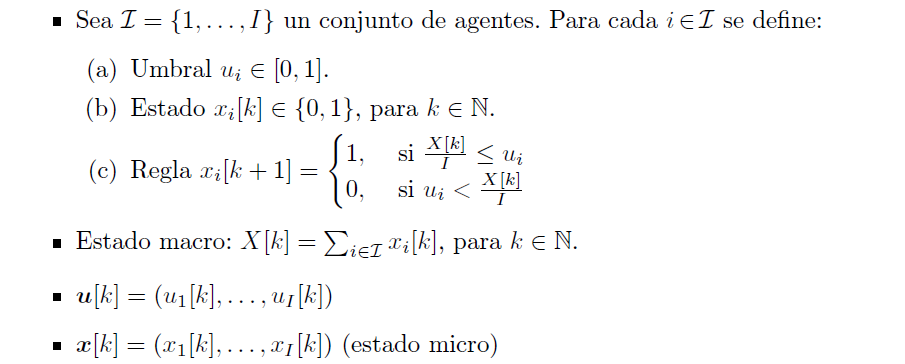 ▪ Sea $\mathcal{I} = \{1, \ldots, I\}$ un conjunto de agentes. Para cada $i \in \mathcal{I}$ se define:
(a) Umbral $u_i \in [0, 1]$.
(b) Estado $x_i[k] \in \{0, 1\}$, para $k \in \mathbb{N}$.
(c) Regla $x_i[k+1] = \begin{cases} 1, & \text{si } \frac{X[k]}{I} \leq u_i \\ 0, & \text{si } u_i < \frac{X[k]}{I} \end{cases}$
▪ Estado macro: $X[k] = \sum_{i \in \mathcal{I}} x_i[k]$, para $k \in \mathbb{N}$.
▪ $\boldsymbol{u}[k] = (u_1[k], \ldots, u_I[k])$
▪ $\boldsymbol{x}[k] = (x_1[k], \ldots, x_I[k])$ (estado micro)